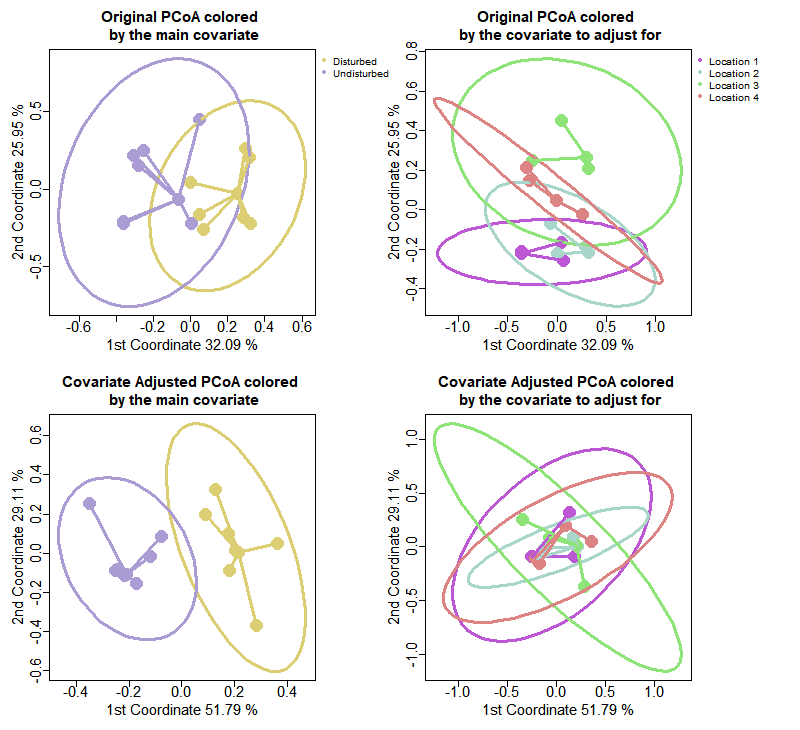 Original PCoA colored
by the main covariate
0.5
0.0
-0.5
2nd Coordinate 25.95 %
-0.6
-0.2
0.0
0.2
0.4
0.6
1st Coordinate 32.09 %
Disturbed
Undisturbed
Original PCoA colored
by the covariate to adjust for
0.8
0.6
0.4
0.2
0.0
-0.2
-0.4
2nd Coordinate 25.95 %
-1.0
-0.5
0.0
0.5
1.0
1st Coordinate 32.09 %
Location 1
Location 2
Location 3
Location 4
Covariate Adjusted PCoA colored
by the main covariate
0.6
0.4
0.2
0.0
-0.2
-0.4
-0.6
2nd Coordinate 29.11 %
-0.4
-0.2
0.0
0.2
0.4
1st Coordinate 51.79 %
Covariate Adjusted PCoA colored
by the covariate to adjust for
1.0
0.5
0.0
-0.5
-1.0
2nd Coordinate 29.11 %
-1.0
-0.5
0.0
0.5
1.0
1st Coordinate 51.79 %